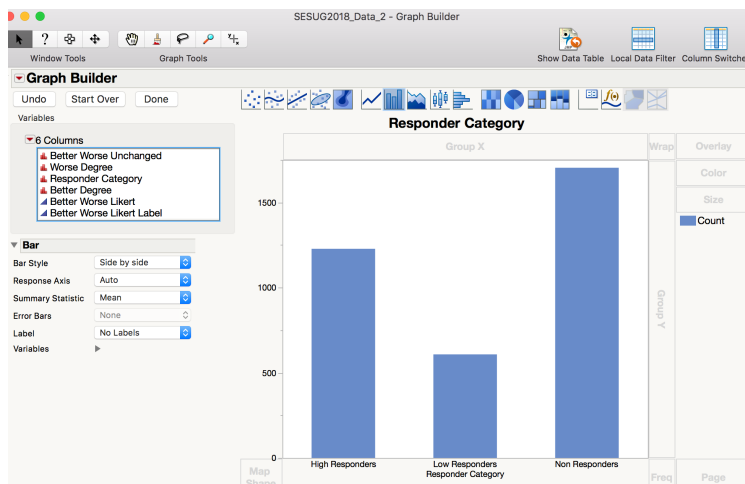 SESUG2018_Data_2 - Graph Builder
?
Window Tools
Graph Tools
Show Data Table
Local Data Filter
Column Switche
Graph Builder
Undo
Start Over
Done
Variables
6 Columns
Better Worse Unchanged
Worse Degree
Responder Category
Better Degree
Better Worse Likert
Better Worse Likert Label
Bar
Bar Style
Side by side
Response Axis
Auto
Summary Statistic
Mean
Error Bars
None
Label
No Labels
Variables
Responder Category
Group X
Wrap
Overlay
Color
Size
Count
Group Y
1500
1000
500
0
High Responders
Low Responders
Non Responders
Responder Category
Map
Shape
Freq
Page